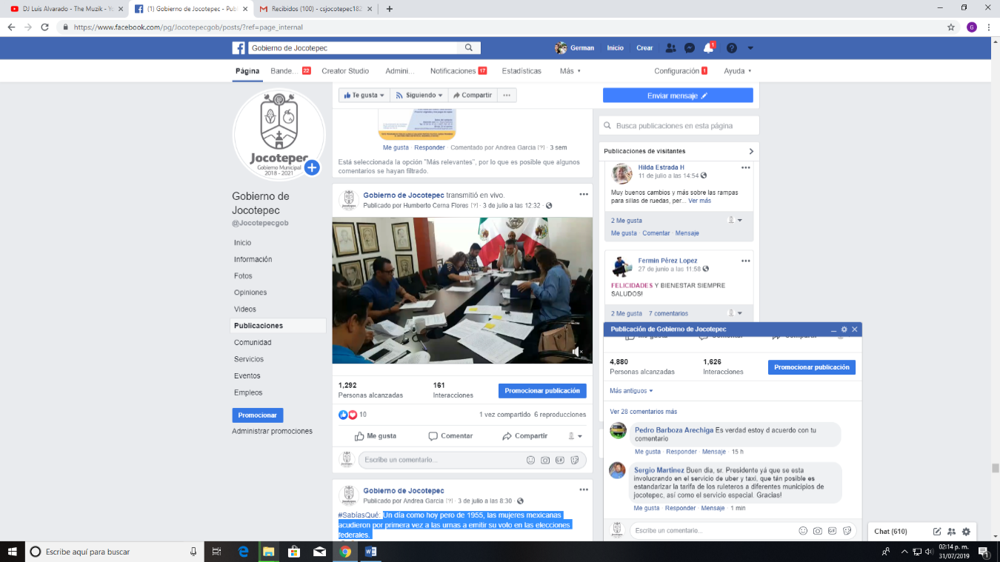 DJ Luis Alvarado - The Muzik - Yo
(1) Gobierno de Jocotepec - Publ
Recibidos (100) - csjocotepec182
https://www.facebook.com/pg/Jocotepecgob/posts/?ref=page_internal
G
Gobierno de Jocotepec
German
Inicio
Crear
1
Página
Bande... 22
Creator Studio
Admini...
Notificaciones 17
Estadísticas
Más
Configuración 1
Ayuda
Jocotepec
Gobierno Municipal
2018 - 2021
Gobierno de
Jocotepec
@Jocotepecgob
Inicio
Información
Fotos
Opiniones
Videos
Publicaciones
Comunidad
Servicios
Eventos
Empleos
Promocionar
Administrar promociones
Te gusta
Siguiendo
Compartir
Enviar mensaje
Me gusta · Responder · Comentado por Andrea Garcia [?] · 3 sem
Está seleccionada la opción "Más relevantes", por lo que es posible que algunos
comentarios se hayan filtrado.
Gobierno de Jocotepec transmitió en vivo.
Publicado por Humberto Cerna Flores [?] · 3 de julio a las 12:32 ·
1,292
Personas alcanzadas
161
Interacciones
Promocionar publicación
10
1 vez compartido 6 reproducciones
Me gusta
Comentar
Compartir
Escribe un comentario...
GIF
Gobierno de Jocotepec
Publicado por Andrea Garcia [?] · 3 de julio a las 8:30 ·
#SabíasQué: Un día como hoy pero de 1955, las mujeres mexicanas
acudieron por primera vez a las urnas a emitir su voto en las elecciones
federales.
Busca publicaciones en esta página
Publicaciones de visitantes
Hilda Estrada H
11 de julio a las 14:54
Muy buenos cambios y más sobre las rampas
para sillas de ruedas, per... Ver más
2 Me gusta
Me gusta · Comentar · Mensaje
Fermin Pérez Lopez
27 de junio a las 11:58
FELICIDADES Y BIENESTAR SIEMPRE
SALUDOS!
2 Me gusta 7 comentarios
Publicación de Gobierno de Jocotepec
Me gusta
Comentar
Compartir
4,880
Personas alcanzadas
1,626
Interacciones
Promocionar publicación
Más antiguos
Ver 28 comentarios más
Pedro Barboza Arechiga Es verdad estoy d acuerdo con tu
comentario
Me gusta · Responder · Mensaje · 15 h
Sergio Martinez Buen dia, sr. Presidente yá que se esta
involucrando en el servicio de uber y taxi, que tán posible es
estandarizar la tarifa de los ruleteros a diferentes municipios de
jocotepec, así como el servicio especial. Gracias!
Me gusta · Responder · Mensaje · 1 min
Escribe un comentario...
GIF
Chat (610)
Escribe aquí para buscar
02:14 p. m.
31/07/2019
1